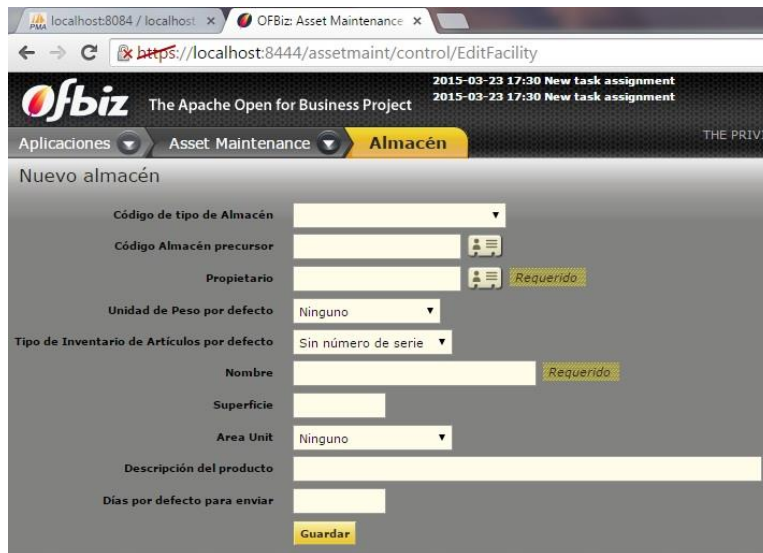 localhost:8084 / localhost
OFBiz: Asset Maintenance
https://localhost:8444/assetmaint/control/EditFacility
Ofbiz The Apache Open for Business Project
2015-03-23 17:30 New task assignment
2015-03-23 17:30 New task assignment
THE PRIV
Aplicaciones Asset Maintenance Almacén
Nuevo almacén
Código de tipo de Almacén
Código Almacén precursor
Propietario Requerido
Unidad de Peso por defecto Ninguno
Tipo de Inventario de Artículos por defecto Sin número de serie
Nombre Requerido
Superficie
Area Unit Ninguno
Descripción del producto
Días por defecto para enviar
Guardar